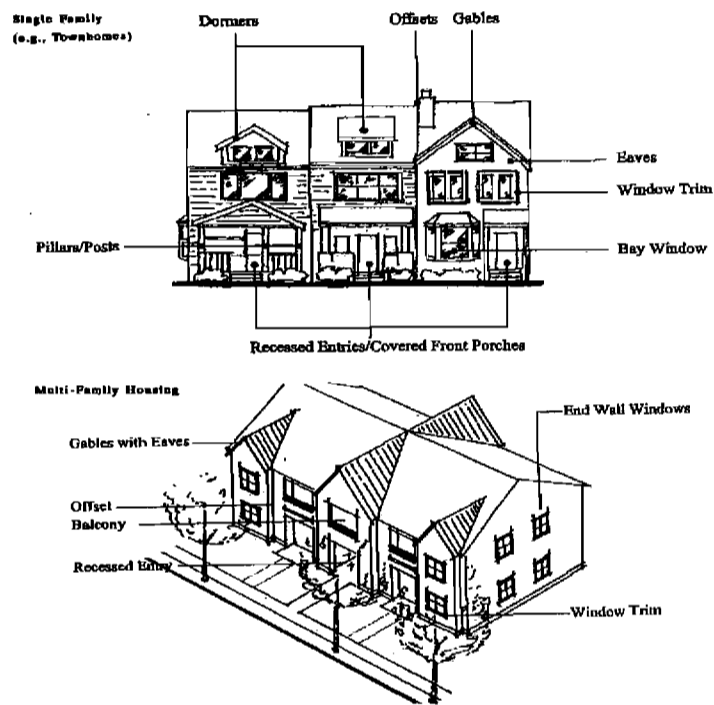 Single Family
(e.g., Townhomes)
Dormers
Offsets
Gables
Eaves
Window Trim
Pillars/Posts
Bay Window
Recessed Entries/Covered Front Porches
Multi-Family Housing
End Wall Windows
Gables with Eaves
Offset
Balcony
Recessed Entry
Window Trim